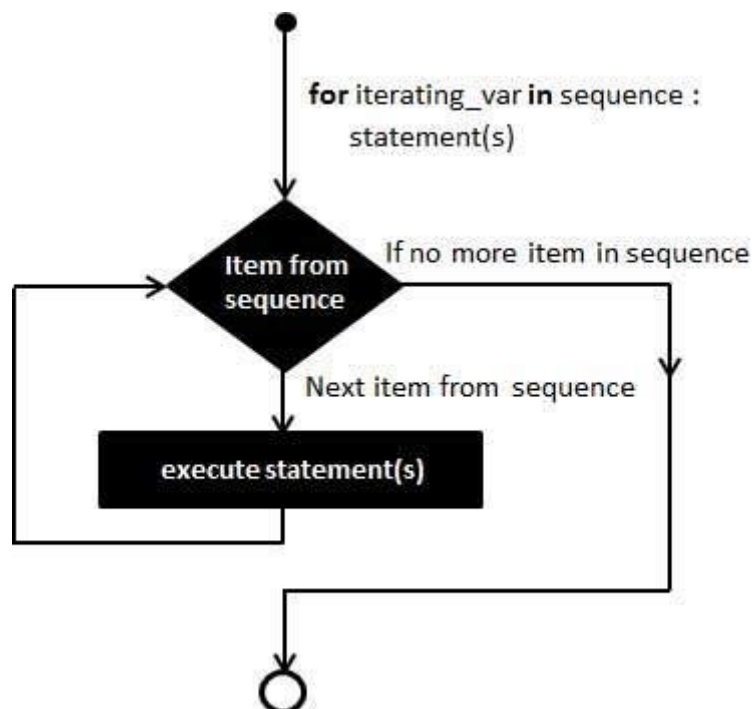 for iterating_var in sequence :
statement(s)
If no more item in sequence
Item from
sequence
Next item from sequence
execute statement(s)